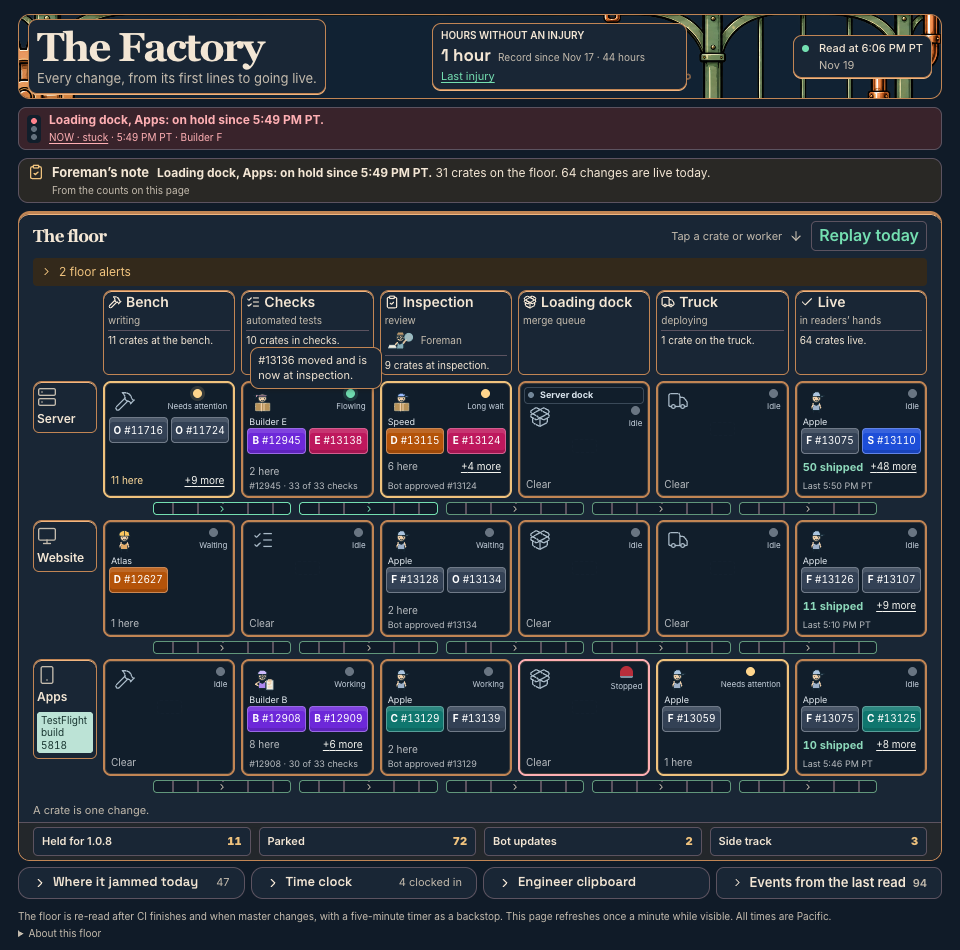 The Factory
Every change, from its first lines to going live.
HOURS WITHOUT AN INJURY
1 hour Record since Nov 17 · 44 hours
Last injury
Read at 6:06 PM PT
Nov 19
Loading dock, Apps: on hold since 5:49 PM PT.
NOW · stuck · 5:49 PM PT · Builder F
Foreman's note Loading dock, Apps: on hold since 5:49 PM PT. 31 crates on the floor. 64 changes are live today.
From the counts on this page
The floor
Tap a crate or worker ↓
Replay today
2 floor alerts
Bench
writing
11 crates at the bench.
Checks
automated tests
10 crates in checks.
Inspection
review
Foreman
9 crates at inspection.
Loading dock
merge queue
Truck
deploying
1 crate on the truck.
Live
in readers' hands
64 crates live.
#13136 moved and is
now at inspection.
Server
Needs attention
O #11716 O #11724
11 here +9 more
Flowing
Builder E
B #12945 E #13138
2 here
#12945 · 33 of 33 checks
Long wait
Speed
D #13115 E #13124
6 here +4 more
Bot approved #13124
Server dock
Idle
Clear
Idle
Clear
Idle
Apple
F #13075 S #13110
50 shipped +48 more
Last 5:50 PM PT
Website
Waiting
Atlas
D #12627
1 here
Idle
Clear
Waiting
Apple
F #13128 O #13134
2 here
Bot approved #13134
Idle
Clear
Idle
Clear
Idle
Apple
F #13126 F #13107
11 shipped +9 more
Last 5:10 PM PT
Apps
TestFlight
build
5818
Idle
Clear
Working
Builder B
B #12908 B #12909
8 here +6 more
#12908 · 30 of 33 checks
Working
Apple
C #13129 F #13139
2 here
Bot approved #13129
Stopped
Clear
Needs attention
Apple
F #13059
1 here
Idle
Apple
F #13075 C #13125
10 shipped +8 more
Last 5:46 PM PT
A crate is one change.
Held for 1.0.8 11
Parked 72
Bot updates 2
Side track 3
Where it jammed today 47
Time clock 4 clocked in
Engineer clipboard
Events from the last read 94
The floor is re-read after CI finishes and when master changes, with a five-minute timer as a backstop. This page refreshes once a minute while visible. All times are Pacific.
About this floor